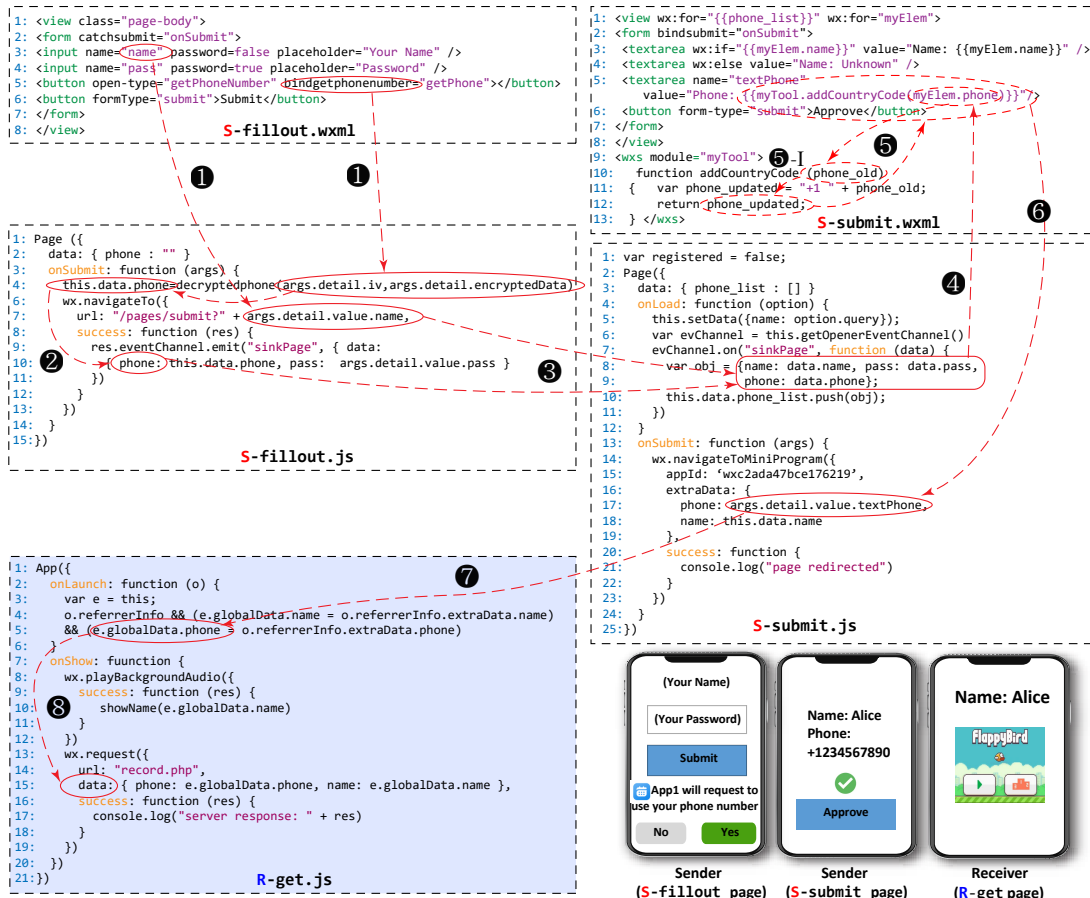 1: <view class="page-body">
2: <form catchsubmit="onSubmit">
3: <input name="name" password=false placeholder="Your Name" />
4: <input name="pass" password=true placeholder="Password" />
5: <button open-type="getPhoneNumber" bindgetphonenumber="getPhone"></button>
6: <button formType="submit">Submit</button>
7: </form>
8: </view>
S-fillout.wxml
1: <view wx:for="{{phone_list}}" wx:for="myElem">
2: <form bindsubmit="onSubmit">
3: <textarea wx:if="{{myElem.name}}" value="Name: {{myElem.name}}" />
4: <textarea wx:else value="Name: Unknown" />
5: <textarea name="textPhone"
value="Phone: {{myTool.addCountryCode(myElem.phone)}}"/>
6: <button form-type="submit">Approve</button>
7: </form>
8: </view>
9: <wxs module="myTool"> ❺-I
❺
10: function addCountryCode (phone_old)
11: { var phone_updated = "+1 " + phone_old;
12: return phone_updated;
13: } </wxs>
S-submit.wxml
❶
❶
❻
1: Page ({
2: data: { phone : "" }
3: onSubmit: function (args) {
4: this.data.phone=decryptedphone(args.detail.iv,args.detail.encryptedData)
6: wx.navigateTo({
7: url: "/pages/submit?" + args.detail.value.name,
8: success: function (res) {
9: res.eventChannel.emit("sinkPage", { data:
10: { phone: this.data.phone, pass: args.detail.value.pass }
11: })
12: }
13: })
14: }
15:})
❷
❸
S-fillout.js
1: var registered = false;
2: Page({
3: data: { phone_list : [] }
4: onLoad: function (option) {
5: this.setData({name: option.query});
6: var evChannel = this.getOpenerEventChannel()
7: evChannel.on("sinkPage", function (data) {
8: var obj = {name: data.name, pass: data.pass,
9: phone: data.phone};
10: this.data.phone_list.push(obj);
11: })
12: }
13: onSubmit: function (args) {
14: wx.navigateToMiniProgram({
15: appId: ‘wxc2ada47bce176219’,
16: extraData: {
17: phone: args.detail.value.textPhone,
18: name: this.data.name
19: },
20: success: function {
21: console.log("page redirected")
22: }
23: })
24: }
25:})
❹
S-submit.js
❼
1: App({
2: onLaunch: function (o) {
3: var e = this;
4: o.referrerInfo && (e.globalData.name = o.referrerInfo.extraData.name)
5: && (e.globalData.phone = o.referrerInfo.extraData.phone)
6: }
7: onShow: fuunction {
8: wx.playBackgroundAudio({
9: success: function (res) {
10: showName(e.globalData.name)
11: }
12: })
13: wx.request({
14: url: "record.php",
15: data: { phone: e.globalData.phone, name: e.globalData.name },
16: success: function (res) {
17: console.log("server response: " + res)
18: }
19: })
20: })
21:})
❽
R-get.js
(Your Name)
(Your Password)
Submit
App1 will request to
use your phone number
No Yes
Sender
(S-fillout page)
Name: Alice
Phone:
+1234567890
Approve
Sender
(S-submit page)
Name: Alice
FlappyBird
Receiver
(R-get page)